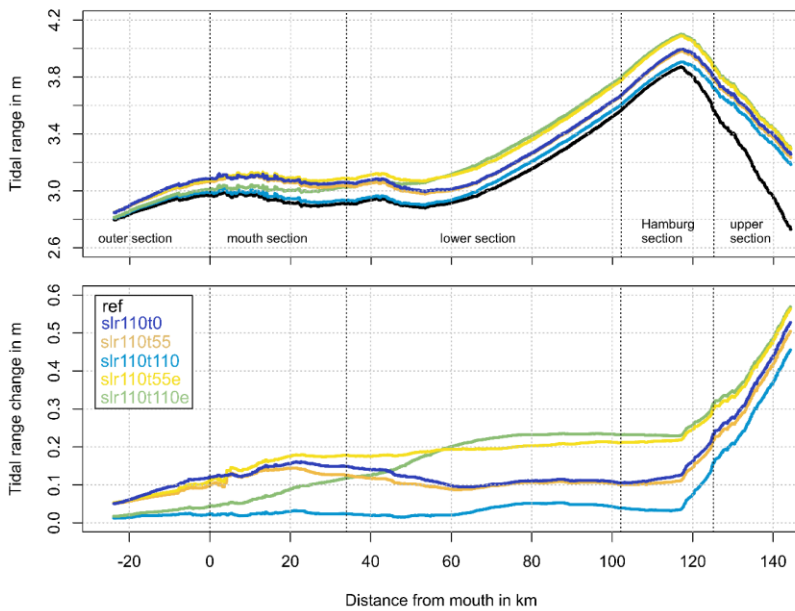 4.2
3.8
3.4
3.0
2.6
Tidal range in m
outer section
mouth section
lower section
Hamburg
section
upper
section
0.6
0.5
0.4
0.3
0.2
0.1
0.0
Tidal range change in m
ref
slr110t0
slr110t55
slr110t110
slr110t55e
slr110t110e
-20 0 20 40 60 80 100 120 140
Distance from mouth in km